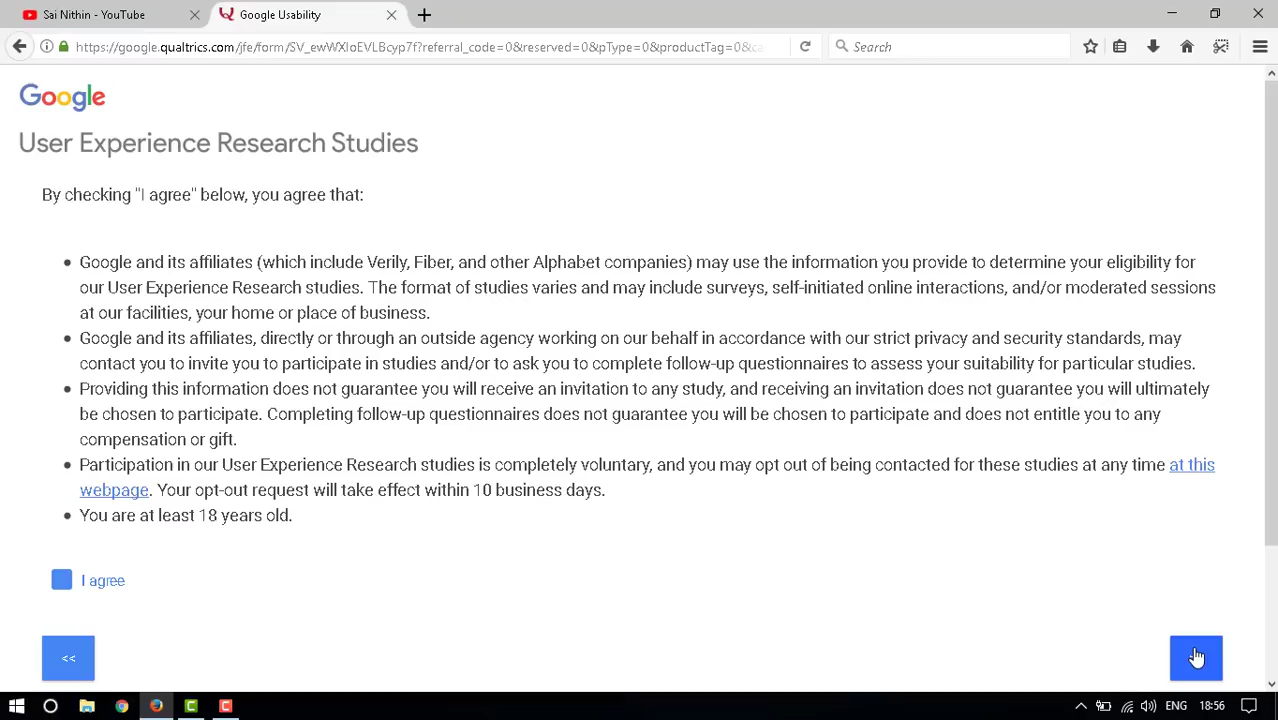 Sai Nithin - YouTube
Google Usability
https://google.qualtrics.com/jfe/form/SV_ewWXIoEVLBcyp7f?referral_code=0&reserved=0&pType=0&productTag=0&c
Search
Google
User Experience Research Studies
By checking "I agree" below, you agree that:
Google and its affiliates (which include Verily, Fiber, and other Alphabet companies) may use the information you provide to determine your eligibility for
our User Experience Research studies. The format of studies varies and may include surveys, self-initiated online interactions, and/or moderated sessions
at our facilities, your home or place of business.
Google and its affiliates, directly or through an outside agency working on our behalf in accordance with our strict privacy and security standards, may
contact you to invite you to participate in studies and/or to ask you to complete follow-up questionnaires to assess your suitability for particular studies.
Providing this information does not guarantee you will receive an invitation to any study, and receiving an invitation does not guarantee you will ultimately
be chosen to participate. Completing follow-up questionnaires does not guarantee you will be chosen to participate and does not entitle you to any
compensation or gift.
Participation in our User Experience Research studies is completely voluntary, and you may opt out of being contacted for these studies at any time at this
webpage. Your opt-out request will take effect within 10 business days.
You are at least 18 years old.
I agree
<<
ENG 18:56